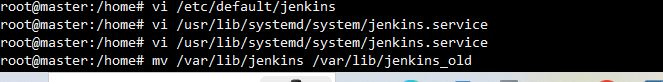 root@master:/home# vi /etc/default/jenkins
root@master:/home# vi /usr/lib/systemd/system/jenkins.service
root@master:/home# vi /usr/lib/systemd/system/jenkins.service
root@master:/home# mv /var/lib/jenkins /var/lib/jenkins_old